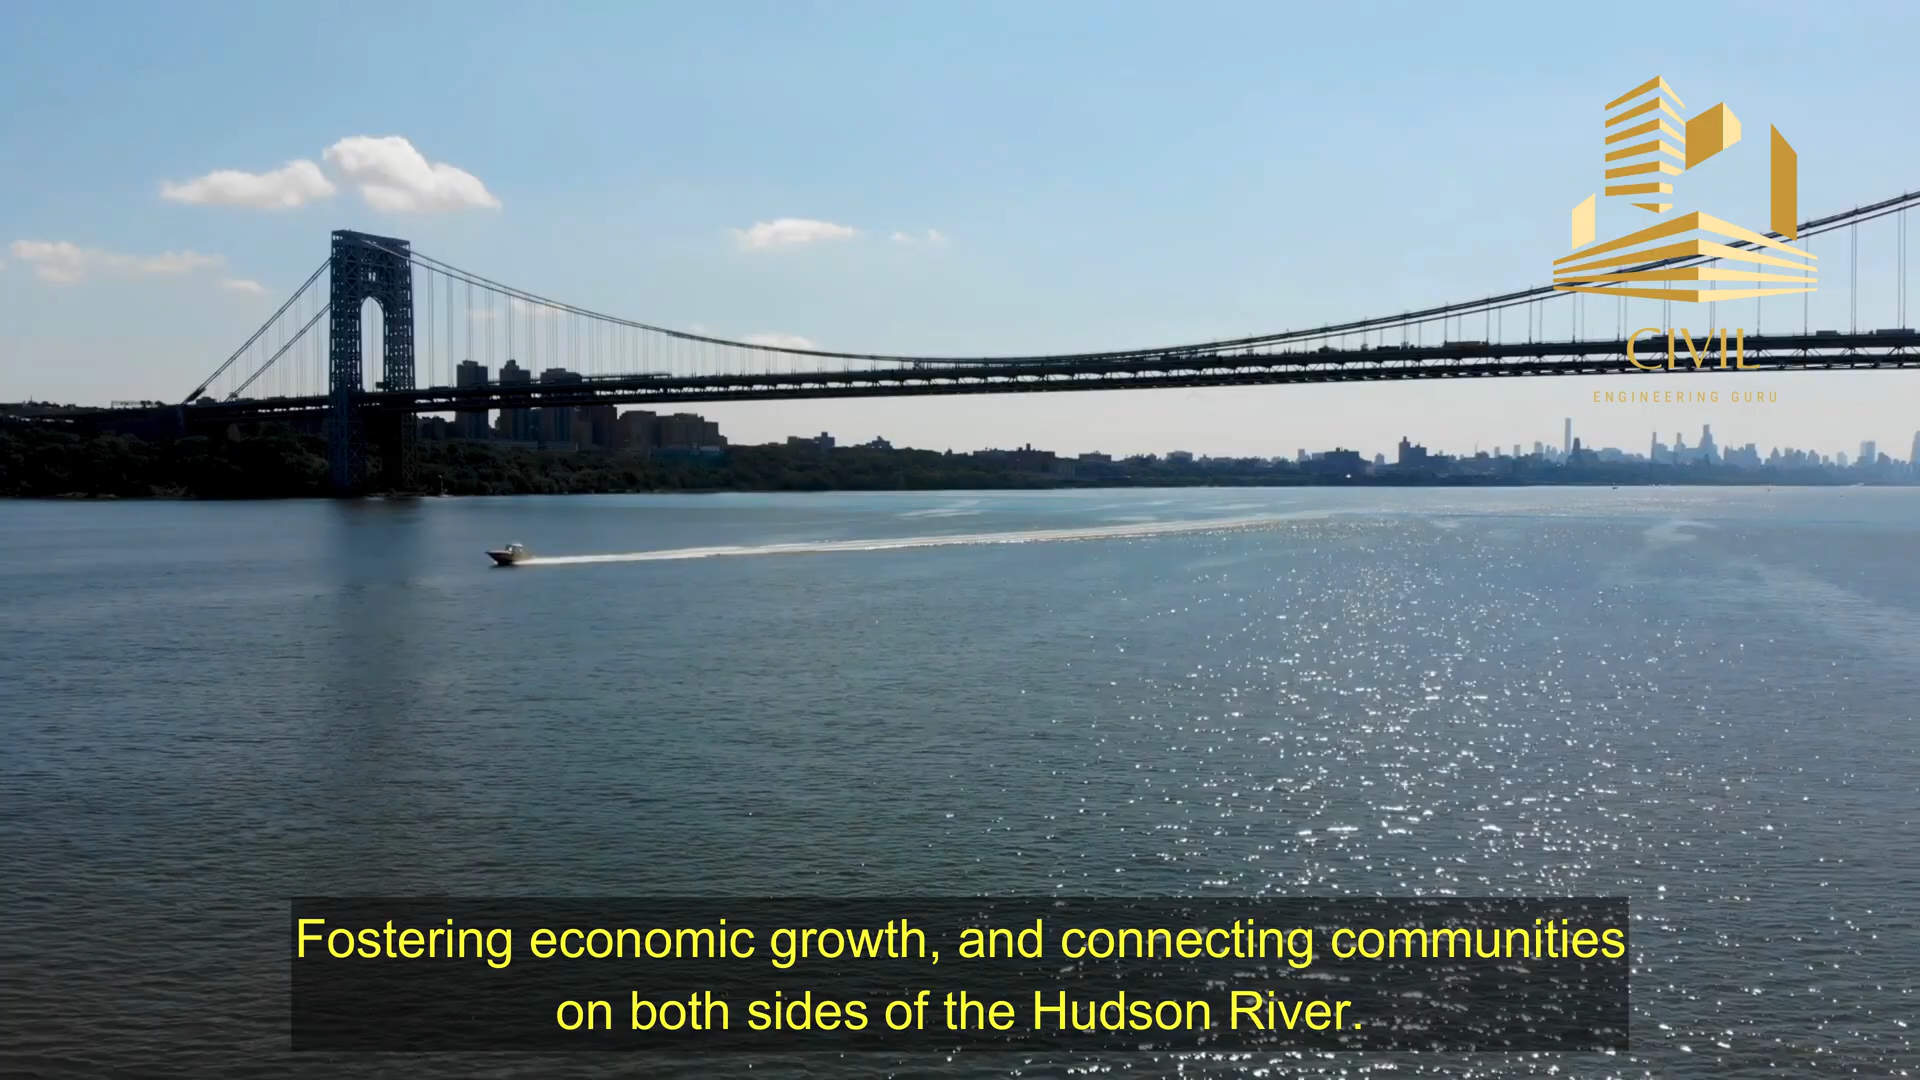 CIVIL
ENGINEERING GURU
Fostering economic growth, and connecting communities
on both sides of the Hudson River.